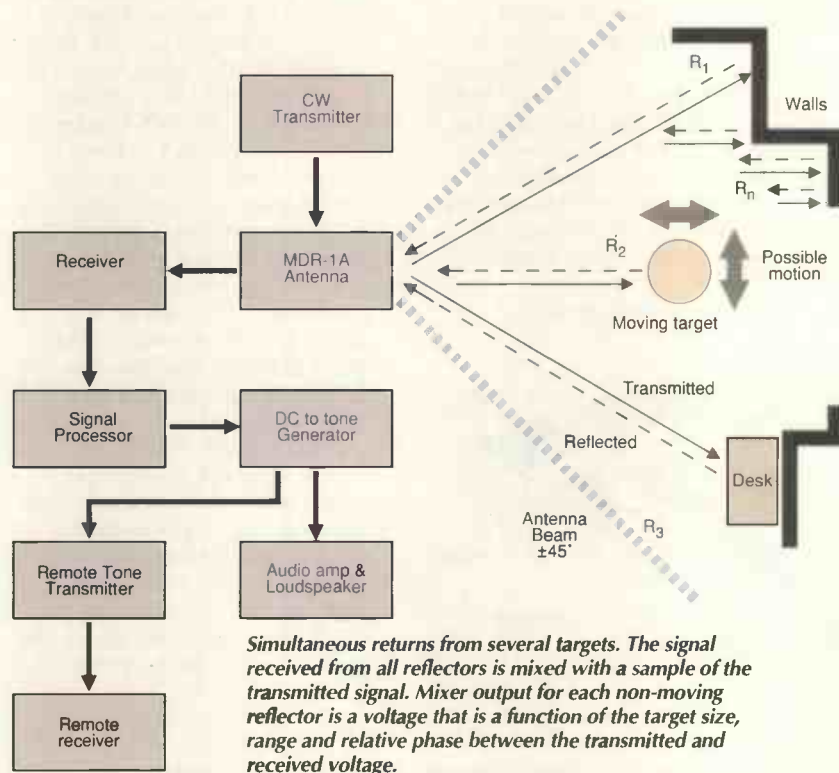 CW
Transmitter
MDR-1A
Antenna
Receiver
Signal
Processor
DC to tone
Generator
Remote Tone
Transmitter
Audio amp &
Loudspeaker
Remote
receiver
R1
Walls
Rn
R2
Possible
motion
Moving target
Transmitted
Reflected
Desk
Antenna
Beam
±45°
R3
Simultaneous returns from several targets. The signal
received from all reflectors is mixed with a sample of the
transmitted signal. Mixer output for each non-moving
reflector is a voltage that is a function of the target size,
range and relative phase between the transmitted and
received voltage.